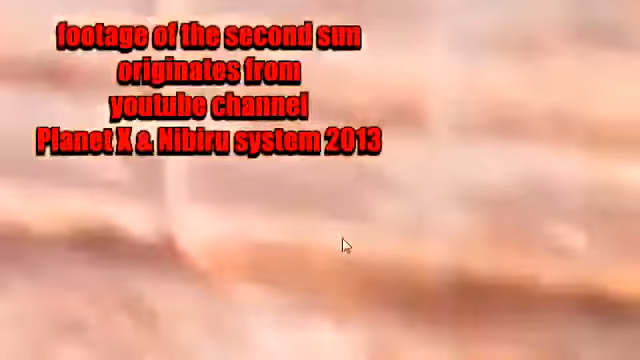 footage of the second sun
originates from
youtube channel
Planet X & Nibiru system 2013